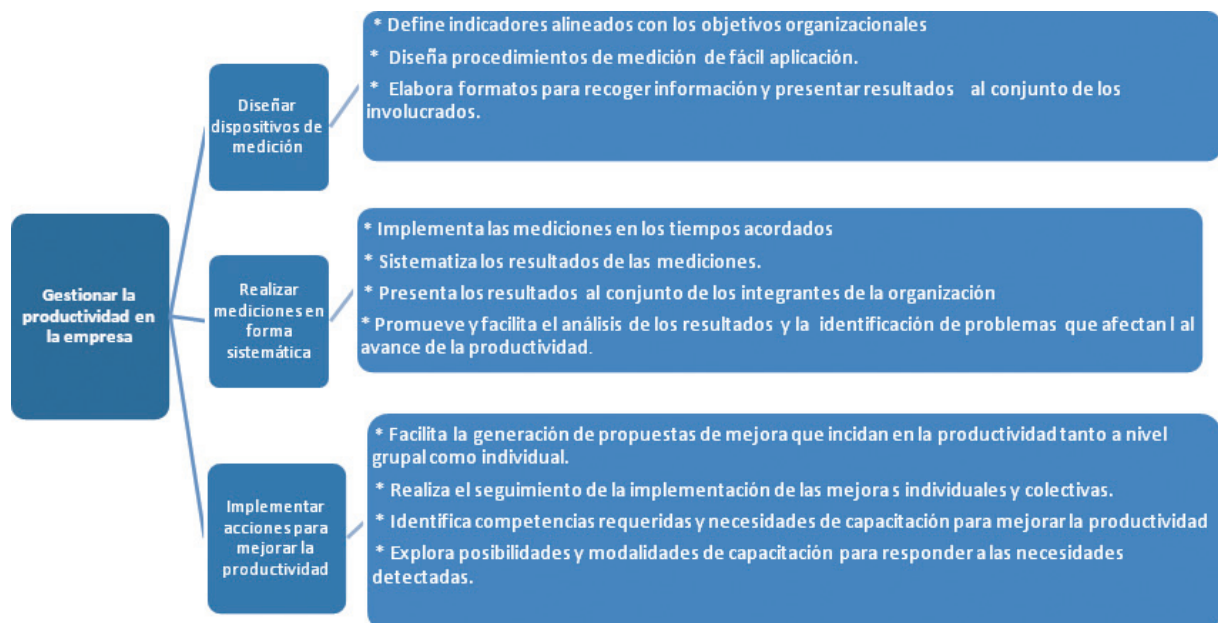 Gestionar la
productividad en
la empresa
Diseñar
dispositivos de
medición
* Define indicadores alineados con los objetivos organizacionales
* Diseña procedimientos de medición de fácil aplicación.
* Elabora formatos para recoger información y presentar resultados al conjunto de los
involucrados.
Realizar
mediciones en
forma
sistemática
* Implementa las mediciones en los tiempos acordados
* Sistematiza los resultados de las mediciones.
* Presenta los resultados al conjunto de los integrantes de la organización
* Promueve y facilita el análisis de los resultados y la identificación de problemas que afectan l al
avance de la productividad.
Implementar
acciones para
mejorar la
productividad
* Facilita la generación de propuestas de mejora que incidan en la productividad tanto a nivel
grupal como individual.
* Realiza el seguimiento de la implementación de las mejora s individuales y colectivas.
* Identifica competencias requeridas y necesidades de capacitación para mejorar la productividad
* Explora posibilidades y modalidades de capacitación para responder a las necesidades
detectadas.